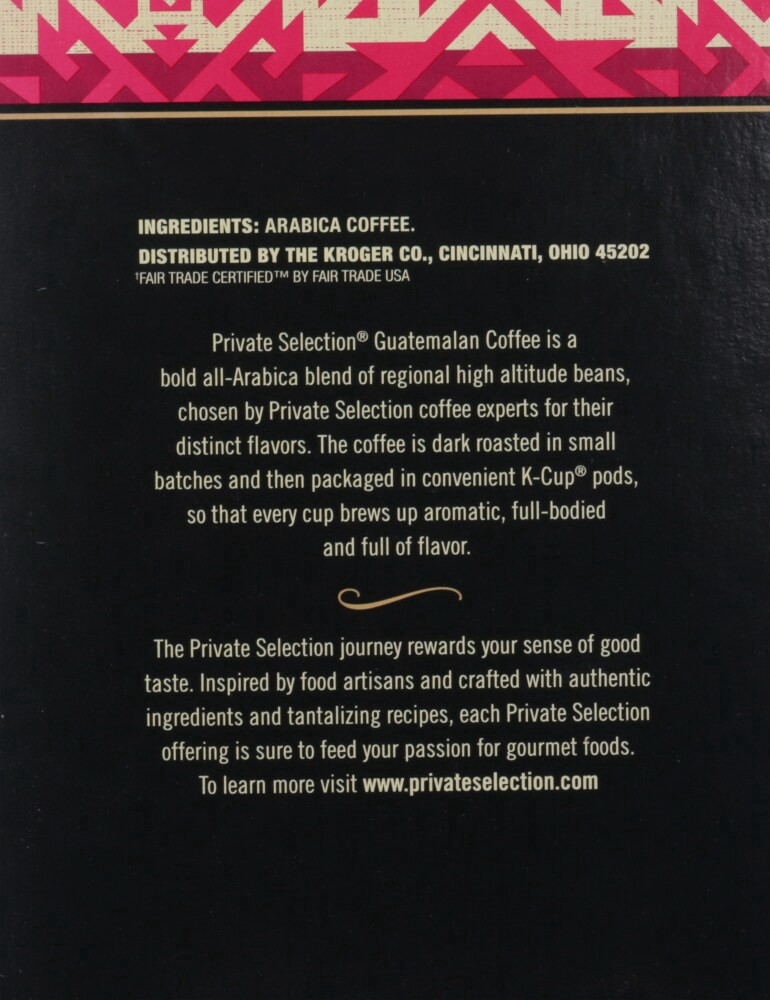 INGREDIENTS: ARABICA COFFEE.
DISTRIBUTED BY THE KROGER CO., CINCINNATI, OHIO 45202
†FAIR TRADE CERTIFIED™ BY FAIR TRADE USA
Private Selection® Guatemalan Coffee is a
bold all-Arabica blend of regional high altitude beans,
chosen by Private Selection coffee experts for their
distinct flavors. The coffee is dark roasted in small
batches and then packaged in convenient K-Cup® pods,
so that every cup brews up aromatic, full-bodied
and full of flavor.
The Private Selection journey rewards your sense of good
taste. Inspired by food artisans and crafted with authentic
ingredients and tantalizing recipes, each Private Selection
offering is sure to feed your passion for gourmet foods.
To learn more visit www.privateselection.com